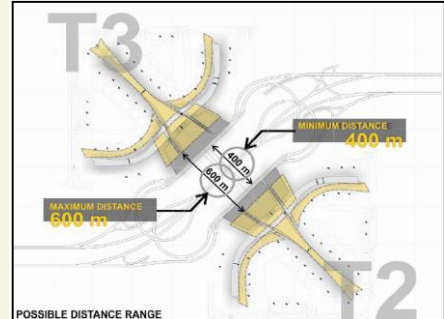 T3
MINIMUM DISTANCE
400 m
400 m
600 m
MAXIMUM DISTANCE
600 m
T2
POSSIBLE DISTANCE RANGE